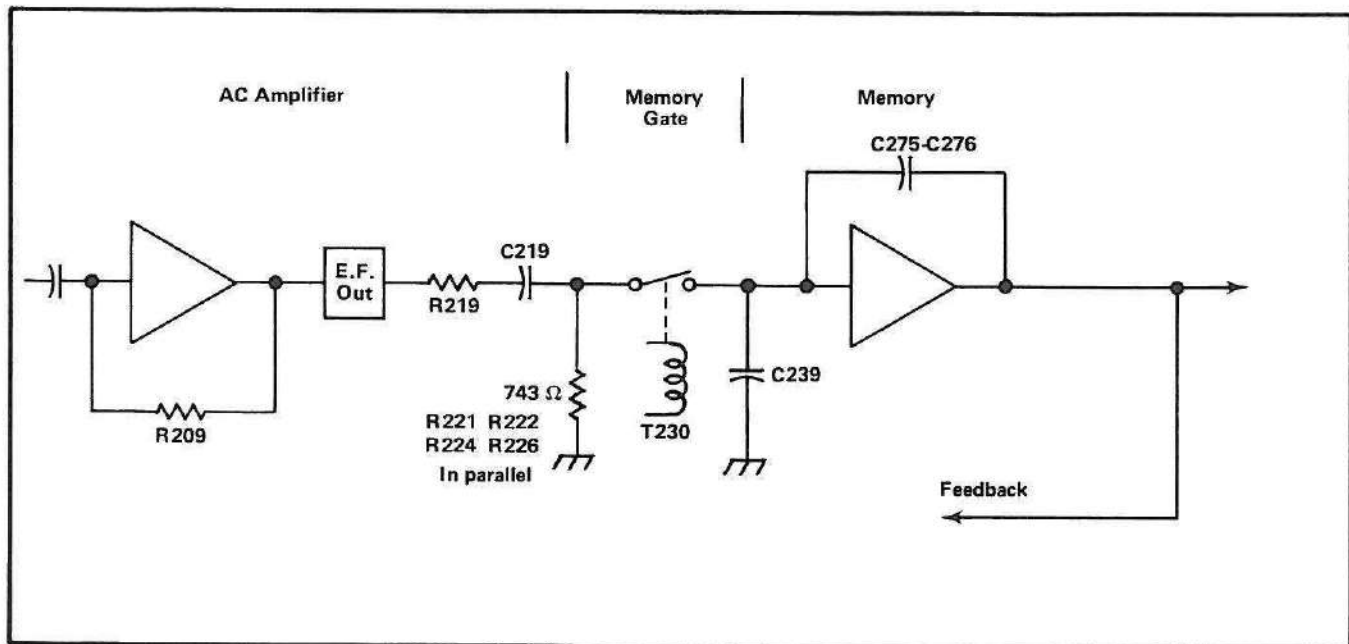 AC Amplifier
Memory
Gate
Memory
C275-C276
C219
E.F.
Out
R219
C239
743 Ω
R221 R222
R224 R226
In parallel
T230
R209
Feedback